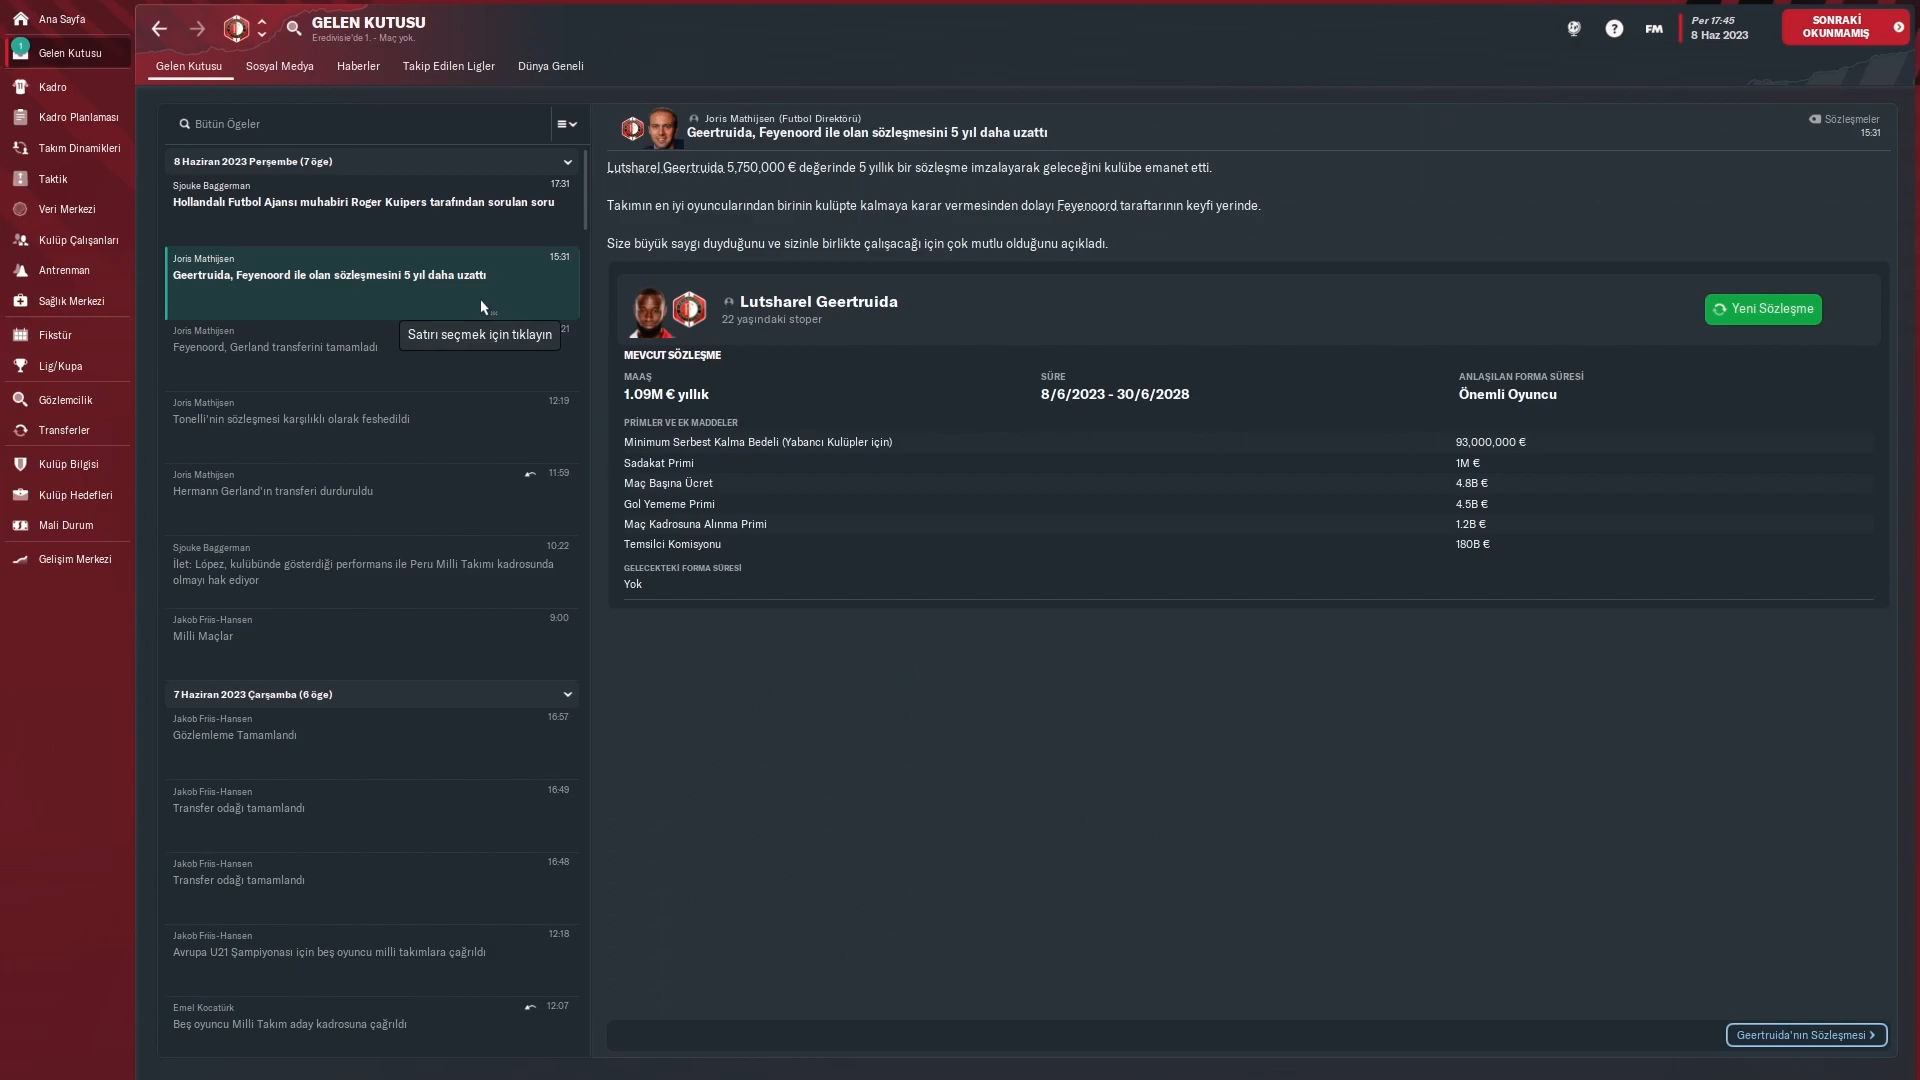 Ana Sayfa
1
Gelen Kutusu
Kadro
Kadro Planlaması
Takım Dinamikleri
Taktik
Veri Merkezi
Kulüp Çalışanları
Antrenman
Sağlık Merkezi
Fikstür
Lig/Kupa
Gözlemcilik
Transferler
Kulüp Bilgisi
Kulüp Hedefleri
Mali Durum
Gelişim Merkezi
GELEN KUTUSU
Eredivisie'de 1. - Maç yok.
FM
Per 17:45
8 Haz 2023
SONRAKİ
OKUNMAMIŞ
Gelen Kutusu
Sosyal Medya
Haberler
Takip Edilen Ligler
Dünya Geneli
Bütün Ögeler
8 Haziran 2023 Perşembe (7 öge)
Sjouke Baggerman 17:31
Hollandalı Futbol Ajansı muhabiri Roger Kuipers tarafından sorulan soru
Joris Mathijsen 15:31
Geertruida, Feyenoord ile olan sözleşmesini 5 yıl daha uzattı
Satırı seçmek için tıklayın
Joris Mathijsen 21
Feyenoord, Gerland transferini tamamladı
Joris Mathijsen 12:19
Tonelli'nin sözleşmesi karşılıklı olarak feshedildi
Joris Mathijsen 11:59
Hermann Gerland'ın transferi durduruldu
Sjouke Baggerman 10:22
İlet: López, kulübünde gösterdiği performans ile Peru Milli Takımı kadrosunda
olmayı hak ediyor
Jakob Friis-Hansen 9:00
Milli Maçlar
7 Haziran 2023 Çarşamba (6 öge)
Jakob Friis-Hansen 16:57
Gözlemleme Tamamlandı
Jakob Friis-Hansen 16:49
Transfer odağı tamamlandı
Jakob Friis-Hansen 16:48
Transfer odağı tamamlandı
Jakob Friis-Hansen 12:18
Avrupa U21 Şampiyonası için beş oyuncu milli takımlara çağrıldı
Emel Kocatürk 12:07
Beş oyuncu Milli Takım aday kadrosuna çağrıldı
Joris Mathijsen (Futbol Direktörü)
Geertruida, Feyenoord ile olan sözleşmesini 5 yıl daha uzattı
Sözleşmeler
15:31
Lutsharel Geertruida 5,750,000 € değerinde 5 yıllık bir sözleşme imzalayarak geleceğini kulübe emanet etti.
Takımın en iyi oyuncularından birinin kulüpte kalmaya karar vermesinden dolayı Feyenoord taraftarının keyfi yerinde.
Size büyük saygı duyduğunu ve sizinle birlikte çalışacağı için çok mutlu olduğunu açıkladı.
Lutsharel Geertruida
22 yaşındaki stoper
Yeni Sözleşme
MEVCUT SÖZLEŞME
MAAŞ SÜRE ANLAŞILAN FORMA SÜRESİ
1.09M € yıllık 8/6/2023 - 30/6/2028 Önemli Oyuncu
PRİMLER VE EK MADDELER
Minimum Serbest Kalma Bedeli (Yabancı Kulüpler için) 93,000,000 €
Sadakat Primi 1M €
Maç Başına Ücret 4.8B €
Gol Yememe Primi 4.5B €
Maç Kadrosuna Alınma Primi 1.2B €
Temsilci Komisyonu 180B €
GELECEKTEKİ FORMA SÜRESİ
Yok
Geertruida'nın Sözleşmesi